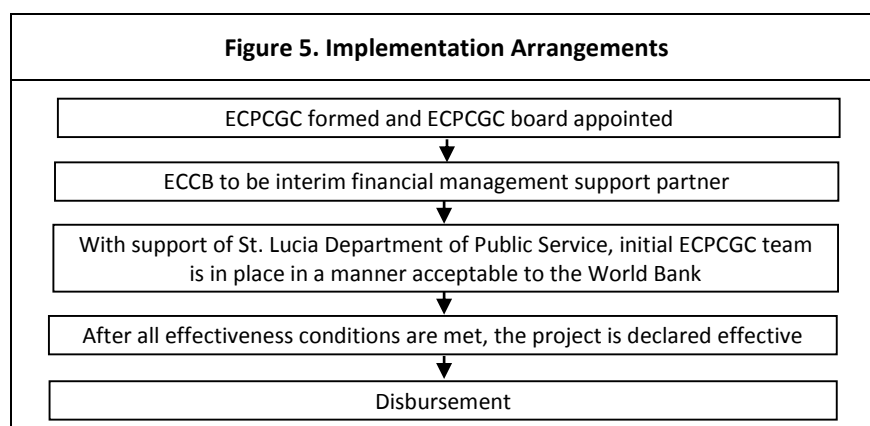 Figure 5. Implementation Arrangements
ECPCGC formed and ECPCGC board appointed
ECCB to be interim financial management support partner
With support of St. Lucia Department of Public Service, initial ECPCGC team
is in place in a manner acceptable to the World Bank
After all effectiveness conditions are met, the project is declared effective
Disbursement